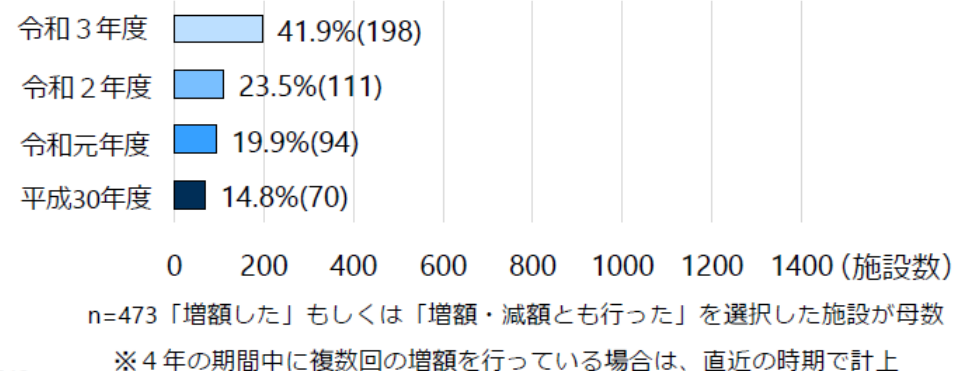 令和３年度 41.9%(198)
令和２年度 23.5%(111)
令和元年度 19.9%(94)
平成30年度 14.8%(70)
0 200 400 600 800 1000 1200 1400 (施設数)
n=473「増額した」もしくは「増額・減額とも行った」を選択した施設が母数
※４年の期間中に複数回の増額を行っている場合は、直近の時期で計上